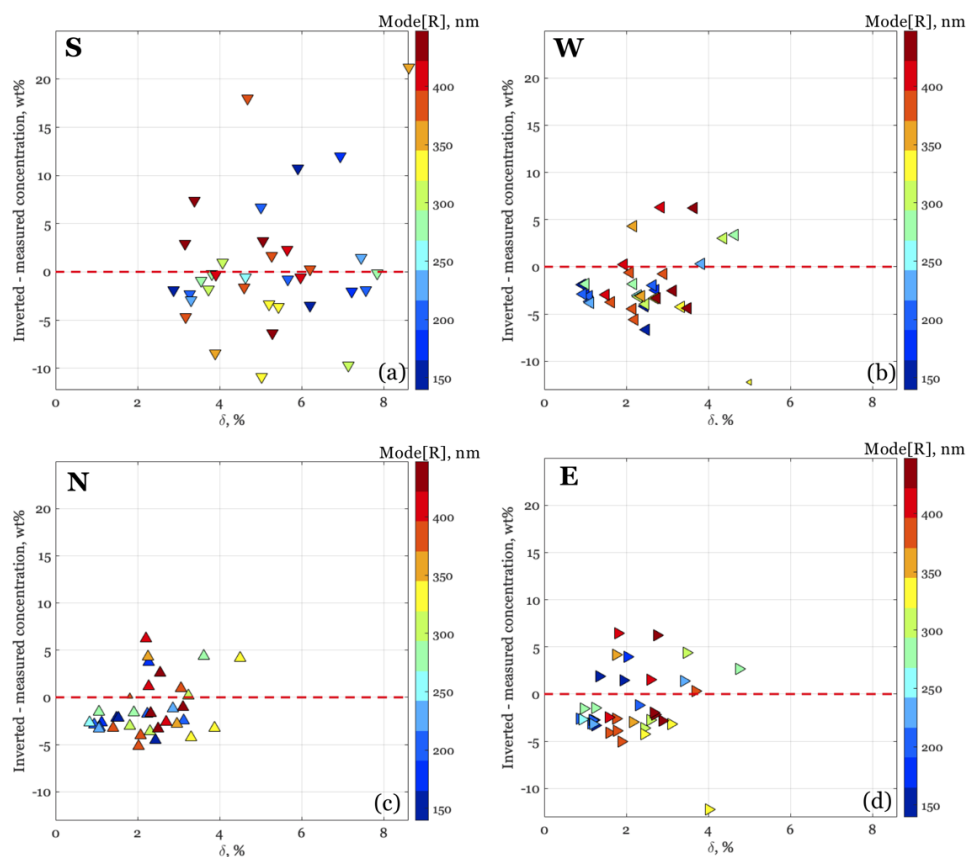 Mode[R], nm
S
Inverted - measured concentration, wt%
20
15
10
5
0
-5
-10
0 2 4 6 8
δ, %
(a)
400
350
300
250
200
150
Mode[R], nm
W
Inverted - measured concentration, wt%
20
15
10
5
0
-5
-10
0 2 4 6 8
δ. %
(b)
400
350
300
250
200
150
Mode[R], nm
N
Inverted - measured concentration, wt%
20
15
10
5
0
-5
-10
0 2 4 6 8
δ, %
(c)
400
350
300
250
200
150
Mode[R], nm
E
Inverted - measured concentration, wt%
20
15
10
5
0
-5
-10
0 2 4 6 8
δ, %
(d)
400
350
300
250
200
150